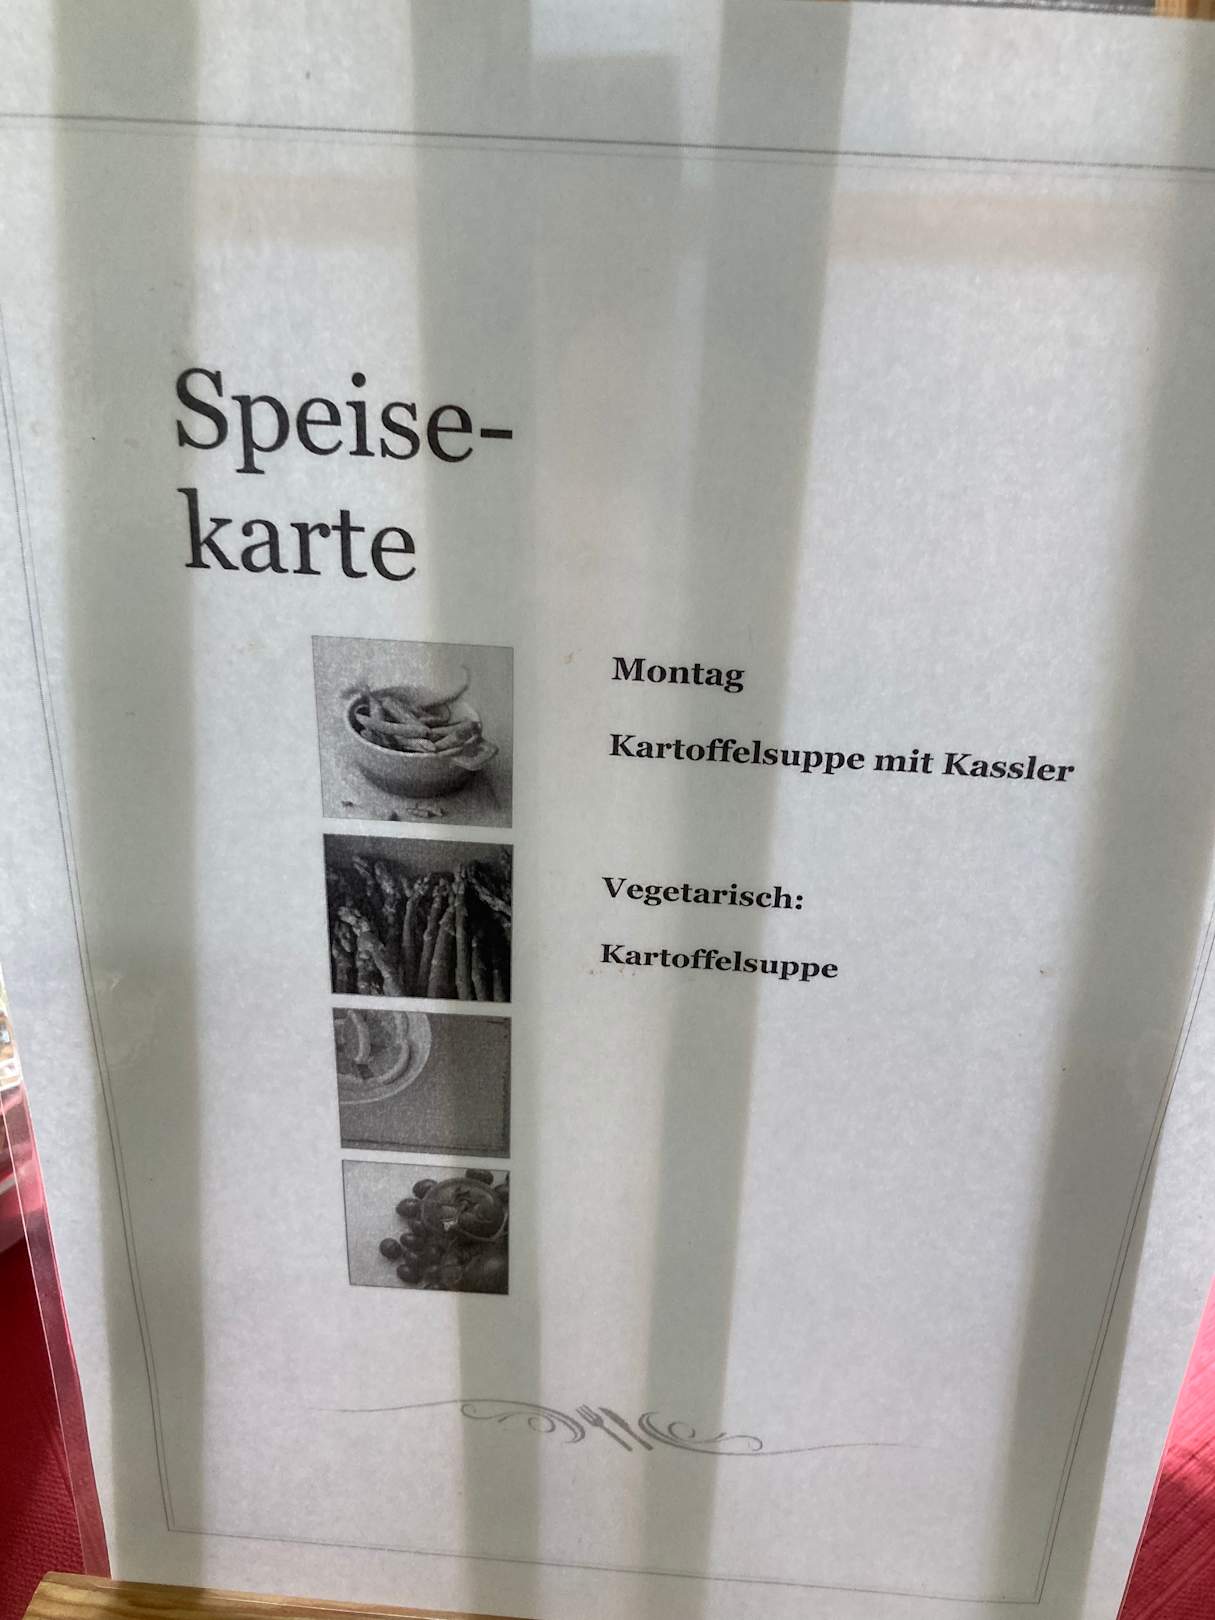 Speise-
karte
Montag
Kartoffelsuppe mit Kassler
Vegetarisch:
Kartoffelsuppe